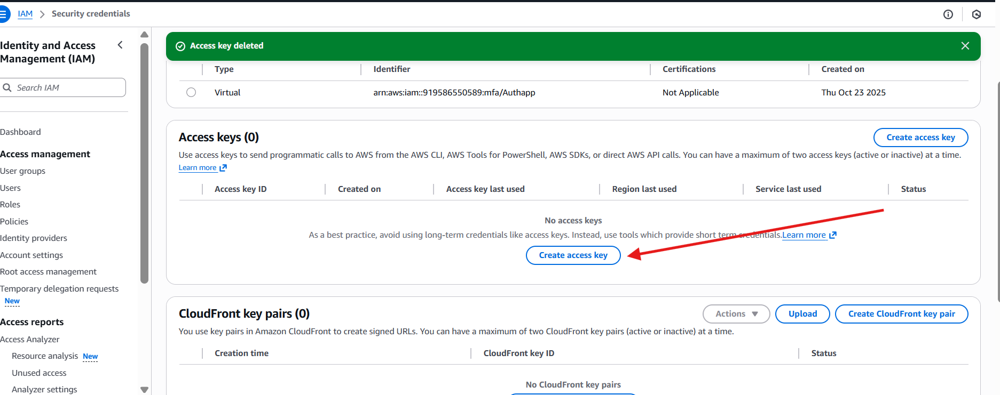 IAM > Security credentials
Identity and Access
Management (IAM)
Search IAM
Dashboard
Access management
User groups
Users
Roles
Policies
Identity providers
Account settings
Root access management
Temporary delegation requests
New
Access reports
Access Analyzer
Resource analysis New
Unused access
Analyzer settings
Access key deleted
Type Identifier Certifications Created on
Virtual arn:aws:iam::919586550589:mfa/Authapp Not Applicable Thu Oct 23 2025
Access keys (0)
Create access key
Use access keys to send programmatic calls to AWS from the AWS CLI, AWS Tools for PowerShell, AWS SDKs, or direct AWS API calls. You can have a maximum of two access keys (active or inactive) at a time.
Learn more
Access key ID Created on Access key last used Region last used Service last used Status
No access keys
As a best practice, avoid using long-term credentials like access keys. Instead, use tools which provide short term credentials. Learn more
Create access key
CloudFront key pairs (0)
Actions Upload Create CloudFront key pair
You use key pairs in Amazon CloudFront to create signed URLs. You can have a maximum of two CloudFront key pairs (active or inactive) at a time.
Creation time CloudFront key ID Status
No CloudFront key pairs